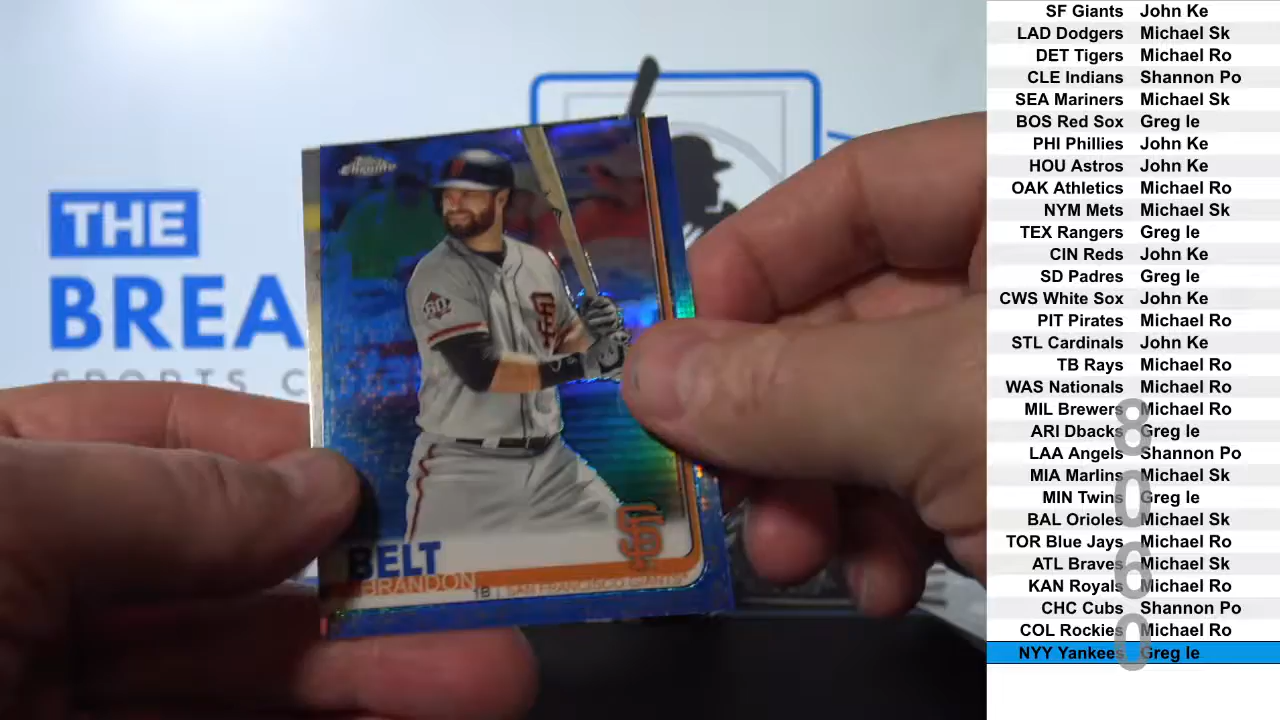 THE
BREA
SPORTS C
Topps
Chrome
60
SF
BELT
BRANDON
1B | SAN FRANCISCO GIANTS
SF
SF Giants John Ke
LAD Dodgers Michael Sk
DET Tigers Michael Ro
CLE Indians Shannon Po
SEA Mariners Michael Sk
BOS Red Sox Greg le
PHI Phillies John Ke
HOU Astros John Ke
OAK Athletics Michael Ro
NYM Mets Michael Sk
TEX Rangers Greg le
CIN Reds John Ke
SD Padres Greg le
CWS White Sox John Ke
PIT Pirates Michael Ro
STL Cardinals John Ke
TB Rays Michael Ro
WAS Nationals Michael Ro
MIL Brewers Michael Ro
ARI Dbacks Greg le
LAA Angels Shannon Po
MIA Marlins Michael Sk
MIN Twins Greg le
BAL Orioles Michael Sk
TOR Blue Jays Michael Ro
ATL Braves Michael Sk
KAN Royals Michael Ro
CHC Cubs Shannon Po
COL Rockies Michael Ro
NYY Yankees Greg le
8060